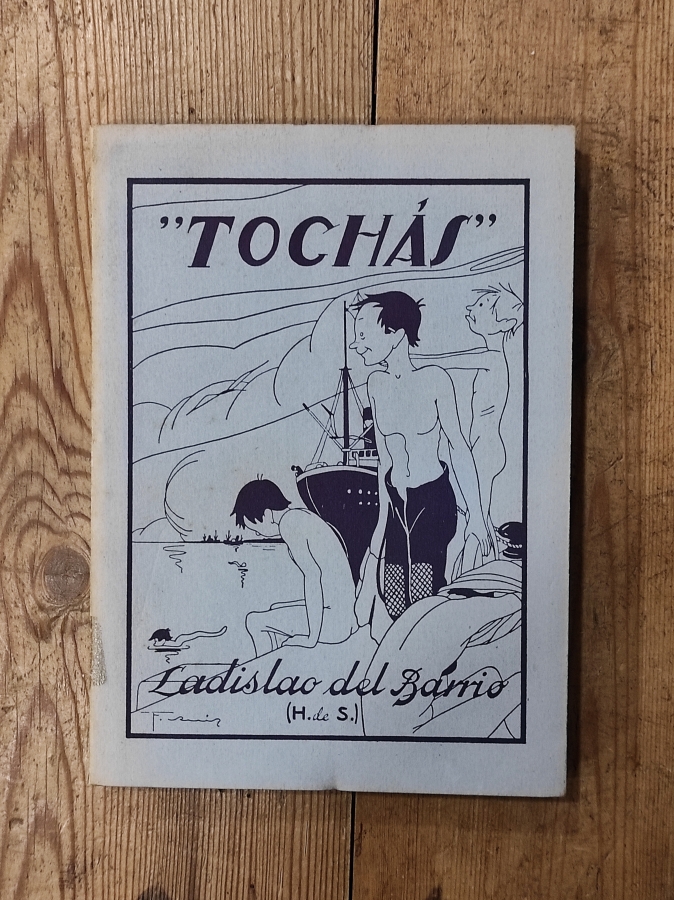 "TOCHÁS"
Ladislao del Barrio
(H. de S.)
F.